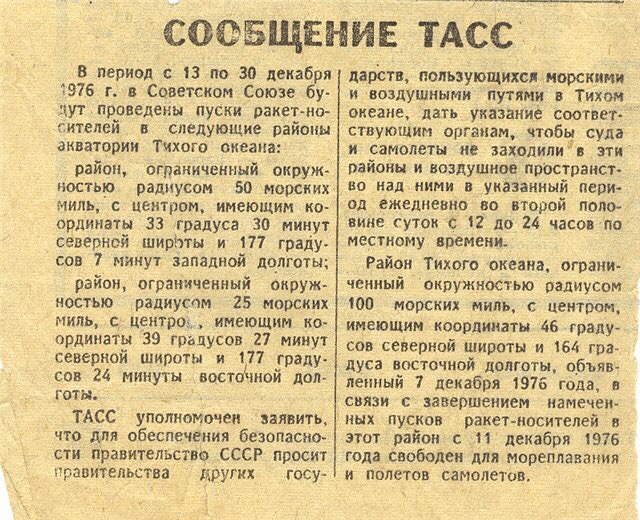 СООБЩЕНИЕ ТАСС
В период с 13 по 30 декабря
1976 г. в Советском Союзе бу-
дут проведены пуски ракет-но-
сителей в следующие районы
акватории Тихого океана:
район, ограниченный окруж-
ностью радиусом 50 морских
миль, с центром, имеющим ко-
ординаты 33 градуса 30 минут
северной широты и 177 граду-
сов 7 минут западной долготы;
район, ограниченный окруж-
ностью радиусом 25 морских
миль, с центро, имеющим ко-
ординаты 39 градусов 27 минут
северной широты и 177 граду-
сов 24 минуты восточной дол-
готы.
ТАСС уполномочен заявить,
что для обеспечения безопасно-
сти правительство СССР просит
правительства других госу-
дарств, пользующихся морскими
и воздушными путями в Тихом
океане, дать указание соответ-
ствующим органам, чтобы суда
и самолеты не заходили в эти
районы и воздушное пространст-
во над ними в указанный пери-
од ежедневно во второй поло-
вине суток с 12 до 24 часов по
местному времени.
Район Тихого океана, ограни-
ченный окружностью радиусом
100 морских миль, с центром,
имеющим координаты 46 граду-
сов северной широты и 164 гра-
дуса восточной долготы, объяв-
ленный 7 декабря 1976 года, в
связи с завершением намечен-
ных пусков ракет-носителей в
этот район с 11 декабря 1976
года свободен для мореплавания
и полетов самолетов.